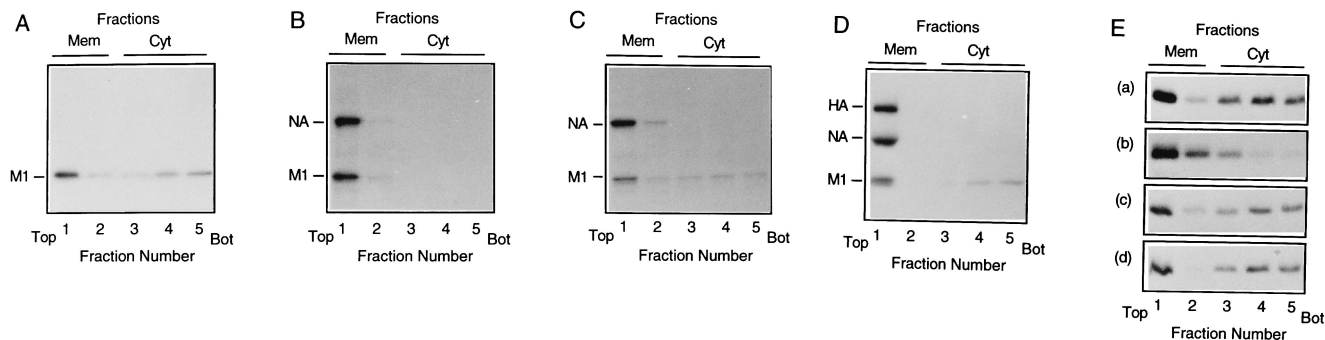 A
Fractions
Mem Cyt
M1
Top 1 2 3 4 5 Bot
Fraction Number
B
Fractions
Mem Cyt
NA
M1
Top 1 2 3 4 5 Bot
Fraction Number
C
Fractions
Mem Cyt
NA
M1
Top 1 2 3 4 5 Bot
Fraction Number
D
Fractions
Mem Cyt
HA
NA
M1
Top 1 2 3 4 5 Bot
Fraction Number
E
Fractions
Mem Cyt
(a)
(b)
(c)
(d)
Top 1 2 3 4 5 Bot
Fraction Number